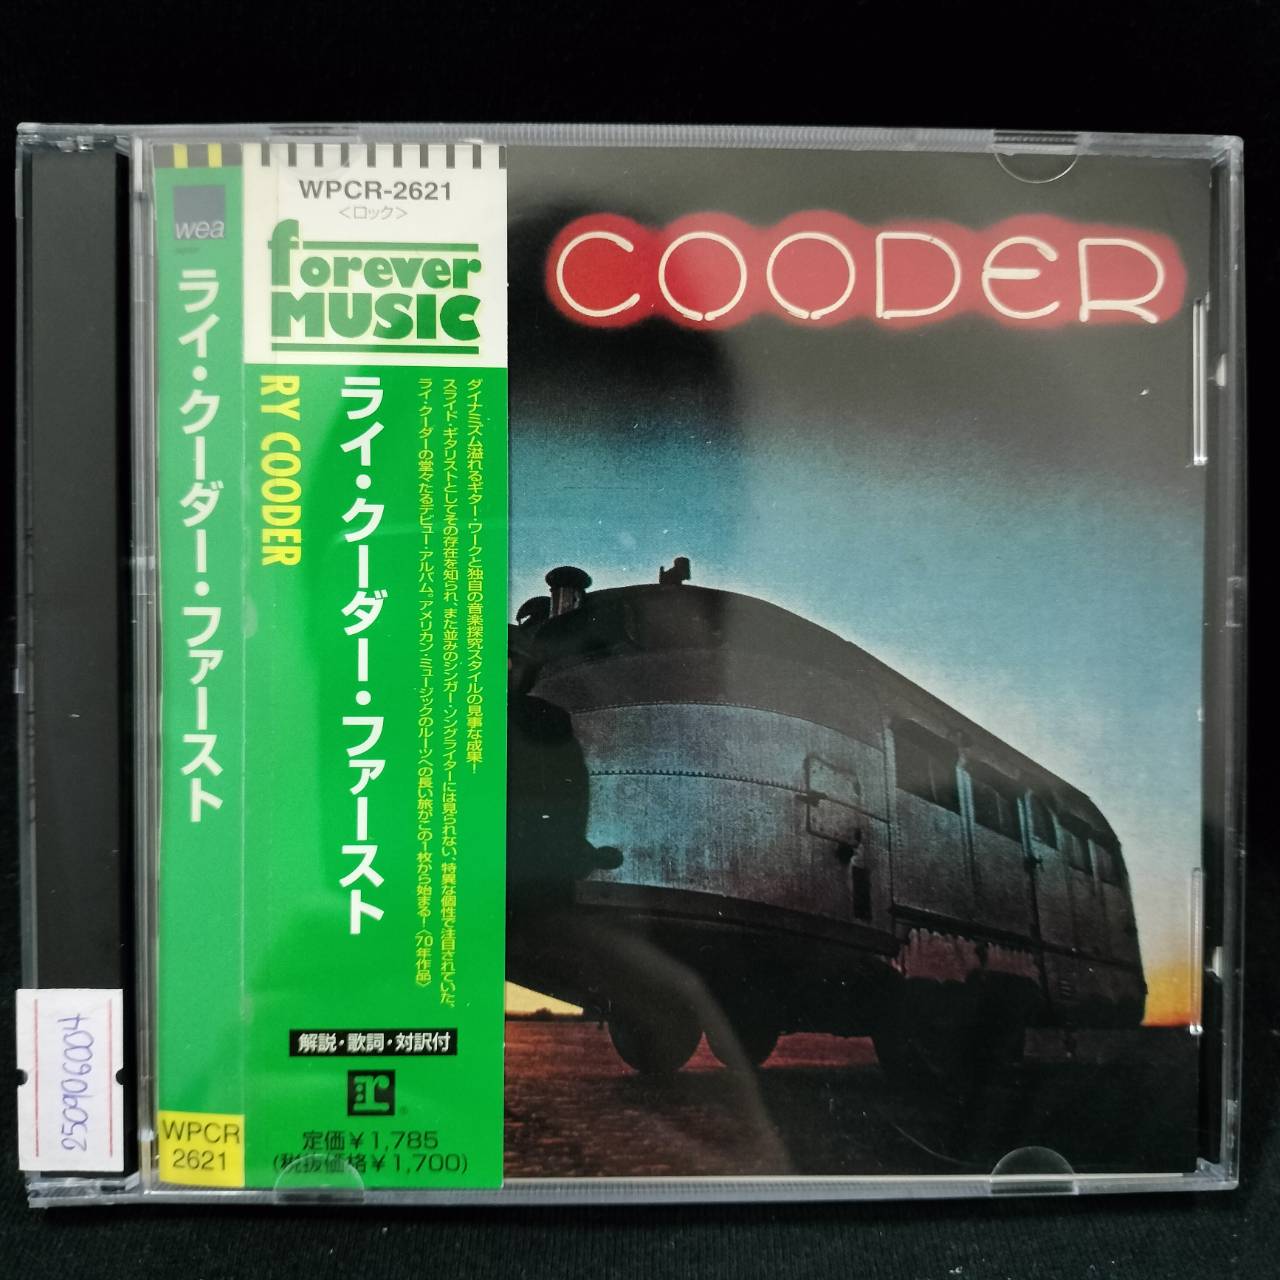 wea
ライ・クーダー・ファースト
WPCR
2621
WPCR-2621
<ロック>
forever
MUSIC
RY COODER
ライ・クーダー・ファースト
ダイナミズム溢れるギター・ワークと独自の音楽探究スタイルの見事な成果！
スライド・ギタリストとしてその存在を知られ、また並みのシンガー・ソングライターには見られない、特異な個性で注目されていた、
ライ・クーダーの堂々たるデビュー・アルバム。アメリカン・ミュージックのルーツへの長い旅がこの1枚から始まる！〈70年作品〉
解説・歌詞・対訳付
r
定価￥1,785
(税抜価格￥1,700)
COODER
250906004